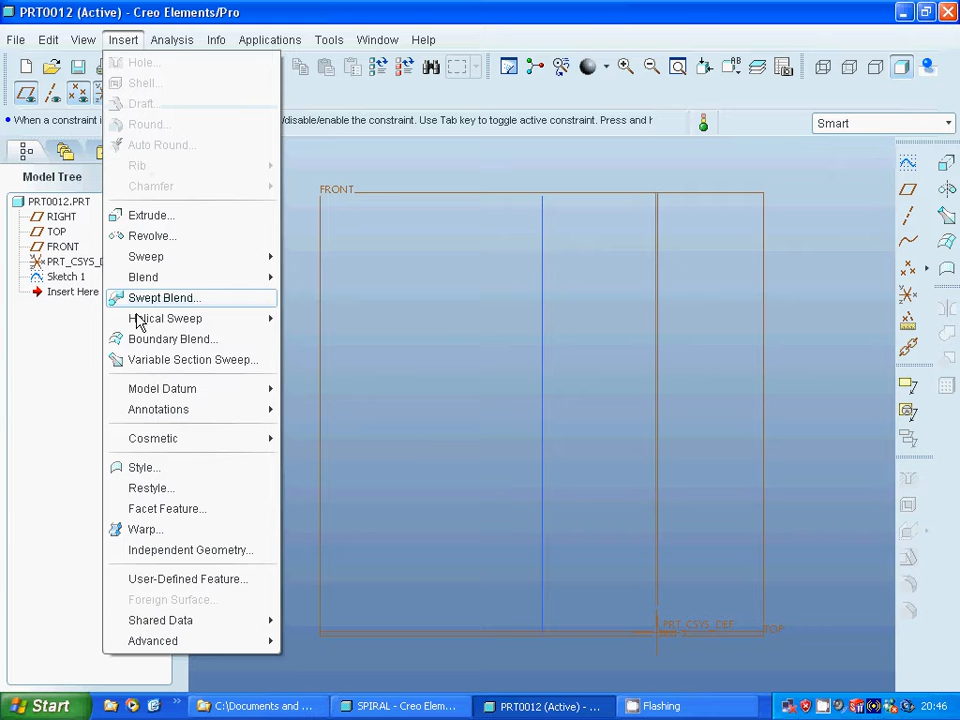 PRT0012 (Active) - Creo Elements/Pro
File Edit View Insert Analysis Info Applications Tools Window Help
Hole...
Shell...
Draft...
When a constraint i
/disable/enable the constraint. Use Tab key to toggle active constraint. Press and h
Smart
Round...
Auto Round...
Rib
Chamfer
Model Tree
PRT0012.PRT
RIGHT
TOP
FRONT
PRT_CSYS_D
Sketch 1
Insert Here
Extrude...
Revolve...
Sweep
Blend
Swept Blend...
Helical Sweep
Boundary Blend...
Variable Section Sweep...
Model Datum
Annotations
Cosmetic
Style...
Restyle...
Facet Feature...
Warp...
Independent Geometry...
User-Defined Feature...
Foreign Surface...
Shared Data
Advanced
FRONT
PRT_CSYS_DEF
TOP
Start
C:\Documents and ...
SPIRAL - Creo Elem...
PRT0012 (Active) - ...
Flashing
20:46